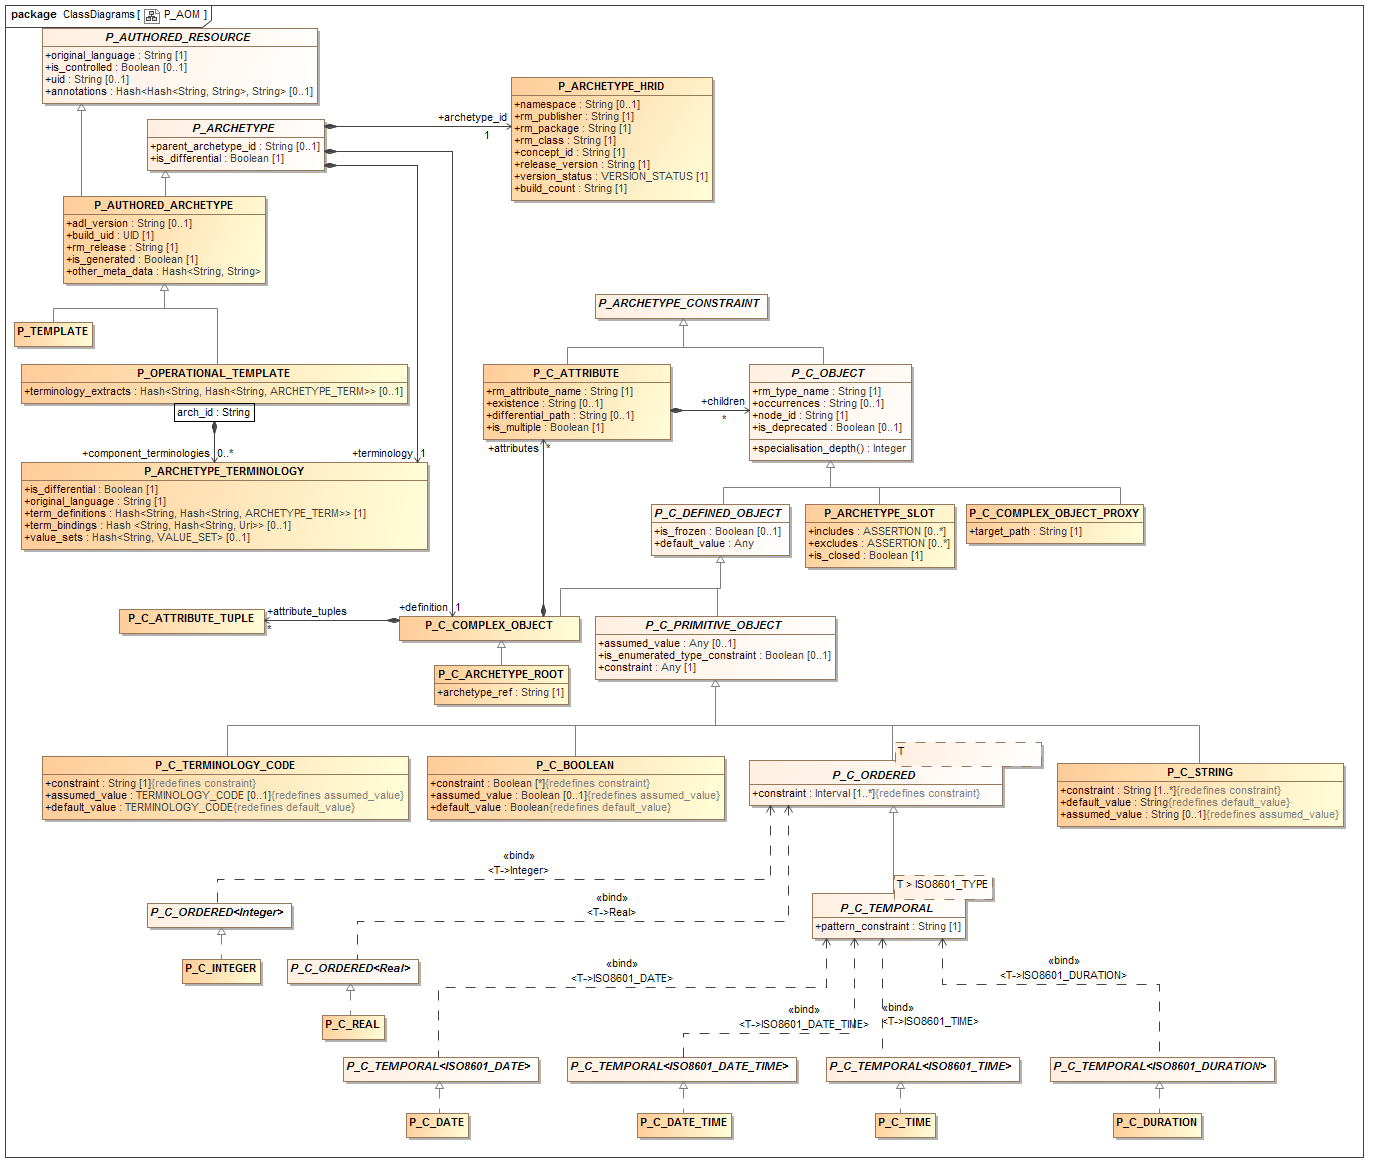 package ClassDiagrams [ P_AOM ]
P_AUTHORED_RESOURCE
+original_language : String [1]
+is_controlled : Boolean [0..1]
+uid : String [0..1]
+annotations : Hash<Hash<String, String>, String> [0..1]
P_ARCHETYPE
+parent_archetype_id : String [0..1]
+is_differential : Boolean [1]
+archetype_id
1
P_ARCHETYPE_HRID
+namespace : String [0..1]
+rm_publisher : String [1]
+rm_package : String [1]
+rm_class : String [1]
+concept_id : String [1]
+release_version : String [1]
+version_status : VERSION_STATUS [1]
+build_count : String [1]
P_AUTHORED_ARCHETYPE
+adl_version : String [0..1]
+build_uid : UID [1]
+rm_release : String [1]
+is_generated : Boolean [1]
+other_meta_data : Hash<String, String>
P_TEMPLATE
P_OPERATIONAL_TEMPLATE
+terminology_extracts : Hash<String, Hash<String, ARCHETYPE_TERM>> [0..1]
arch_id : String
+component_terminologies 0..*
+terminology 1
P_ARCHETYPE_TERMINOLOGY
+is_differential : Boolean [1]
+original_language : String [1]
+term_definitions : Hash<String, Hash<String, ARCHETYPE_TERM>> [1]
+term_bindings : Hash <String, Hash<String, Uri>> [0..1]
+value_sets : Hash<String, VALUE_SET> [0..1]
P_ARCHETYPE_CONSTRAINT
P_C_ATTRIBUTE
+rm_attribute_name : String [1]
+existence : String [0..1]
+differential_path : String [0..1]
+is_multiple : Boolean [1]
+children
*
P_C_OBJECT
+rm_type_name : String [1]
+occurrences : String [0..1]
+node_id : String [1]
+is_deprecated : Boolean [0..1]
+specialisation_depth() : Integer
+attributes *
P_C_DEFINED_OBJECT
+is_frozen : Boolean [0..1]
+default_value : Any
P_ARCHETYPE_SLOT
+includes : ASSERTION [0..*]
+excludes : ASSERTION [0..*]
+is_closed : Boolean [1]
P_C_COMPLEX_OBJECT_PROXY
+target_path : String [1]
P_C_ATTRIBUTE_TUPLE
+attribute_tuples
*
+definition 1
P_C_COMPLEX_OBJECT
P_C_ARCHETYPE_ROOT
+archetype_ref : String [1]
P_C_PRIMITIVE_OBJECT
+assumed_value : Any [0..1]
+is_enumerated_type_constraint : Boolean [0..1]
+constraint : Any [1]
P_C_TERMINOLOGY_CODE
+constraint : String [1]{redefines constraint}
+assumed_value : TERMINOLOGY_CODE [0..1]{redefines assumed_value}
+default_value : TERMINOLOGY_CODE{redefines default_value}
P_C_BOOLEAN
+constraint : Boolean [*]{redefines constraint}
+assumed_value : Boolean [0..1]{redefines assumed_value}
+default_value : Boolean{redefines default_value}
T
P_C_ORDERED
+constraint : Interval [1..*]{redefines constraint}
P_C_STRING
+constraint : String [1..*]{redefines constraint}
+default_value : String{redefines default_value}
+assumed_value : String [0..1]{redefines assumed_value}
«bind»
<T->Integer>
«bind»
<T->Real>
P_C_ORDERED<Integer>
P_C_INTEGER
P_C_ORDERED<Real>
P_C_REAL
T > ISO8601_TYPE
P_C_TEMPORAL
+pattern_constraint : String [1]
«bind»
<T->ISO8601_DATE>
«bind»
<T->ISO8601_DATE_TIME>
«bind»
<T->ISO8601_TIME>
«bind»
<T->ISO8601_DURATION>
P_C_TEMPORAL<ISO8601_DATE>
P_C_TEMPORAL<ISO8601_DATE_TIME>
P_C_TEMPORAL<ISO8601_TIME>
P_C_TEMPORAL<ISO8601_DURATION>
P_C_DATE
P_C_DATE_TIME
P_C_TIME
P_C_DURATION